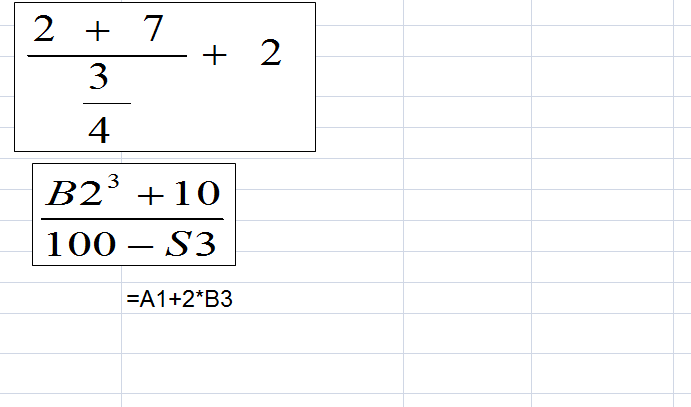 2 + 7
+ 2
3
4
B2³ +10
100 – S3
=A1+2*B3